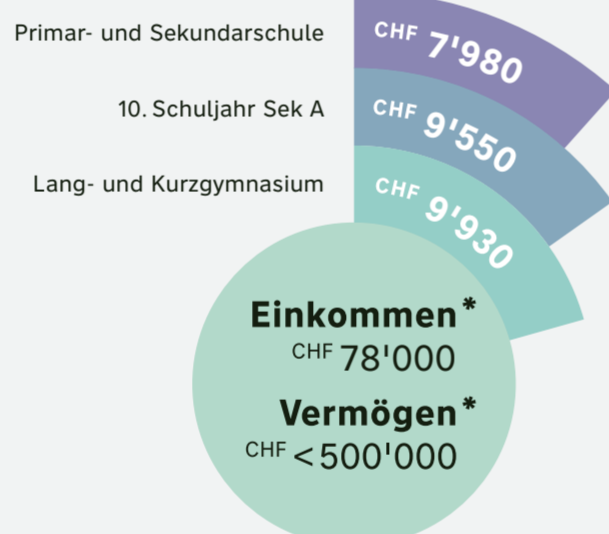 Primar- und Sekundarschule CHF 7'980
10. Schuljahr Sek A CHF 9'550
Lang- und Kurzgymnasium CHF 9'930
Einkommen*
CHF 78'000
Vermögen*
CHF <500'000